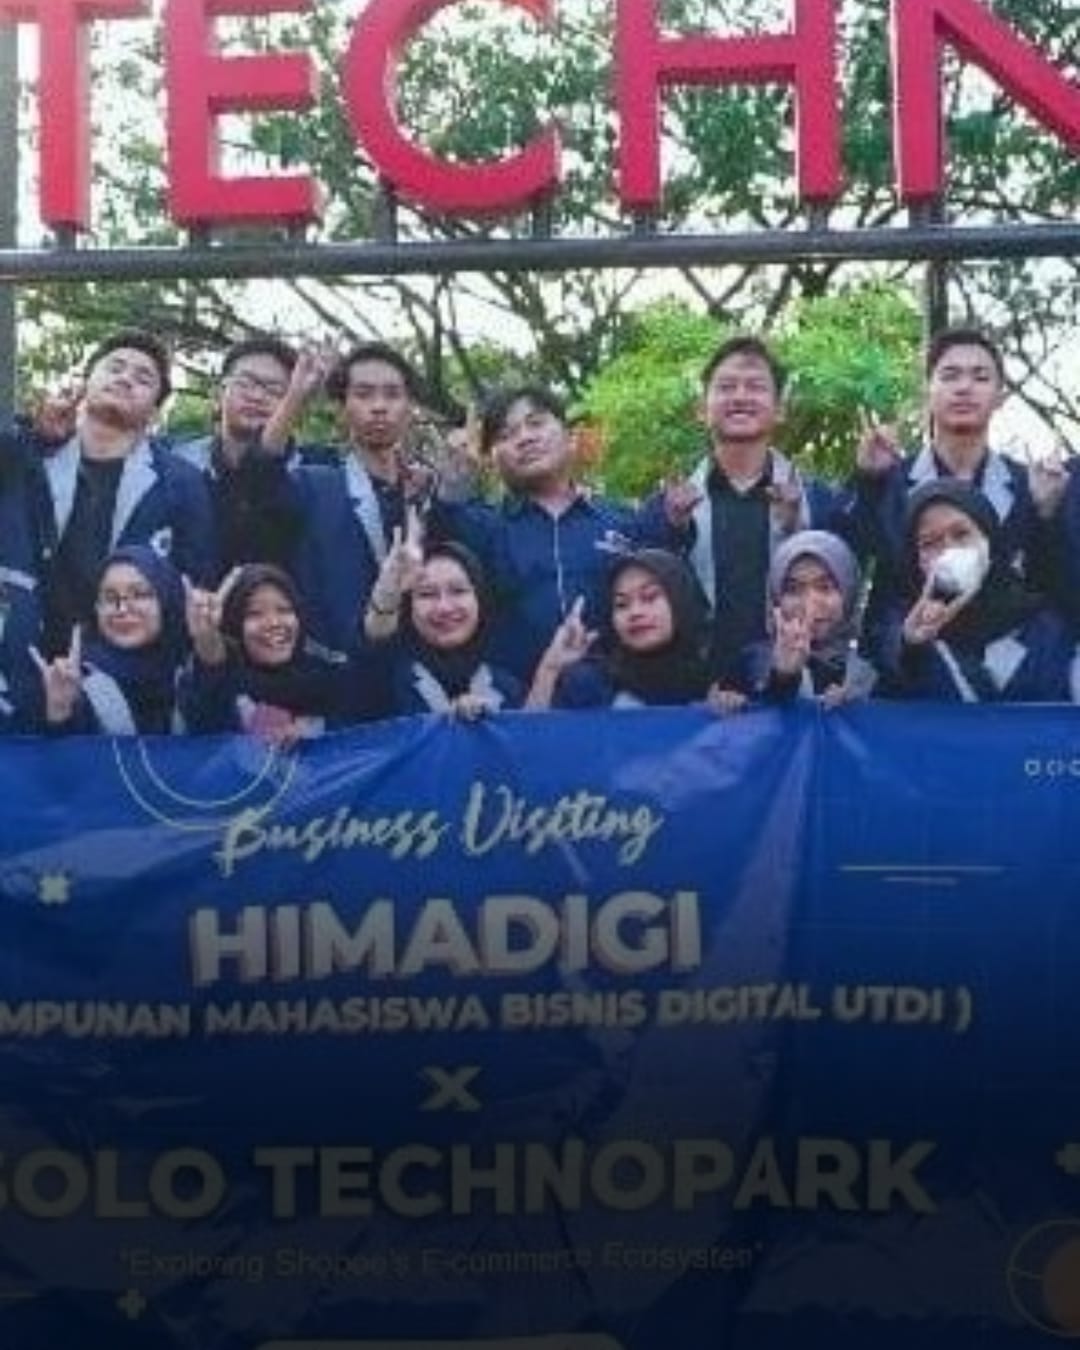 TECHN
Business Visiting
HIMADIGI
MPUNAN MAHASISWA BISNIS DIGITAL UTDI )
X
SOLO TECHNOPARK
"Exploring Shopee's E-commerce Ecosystem"